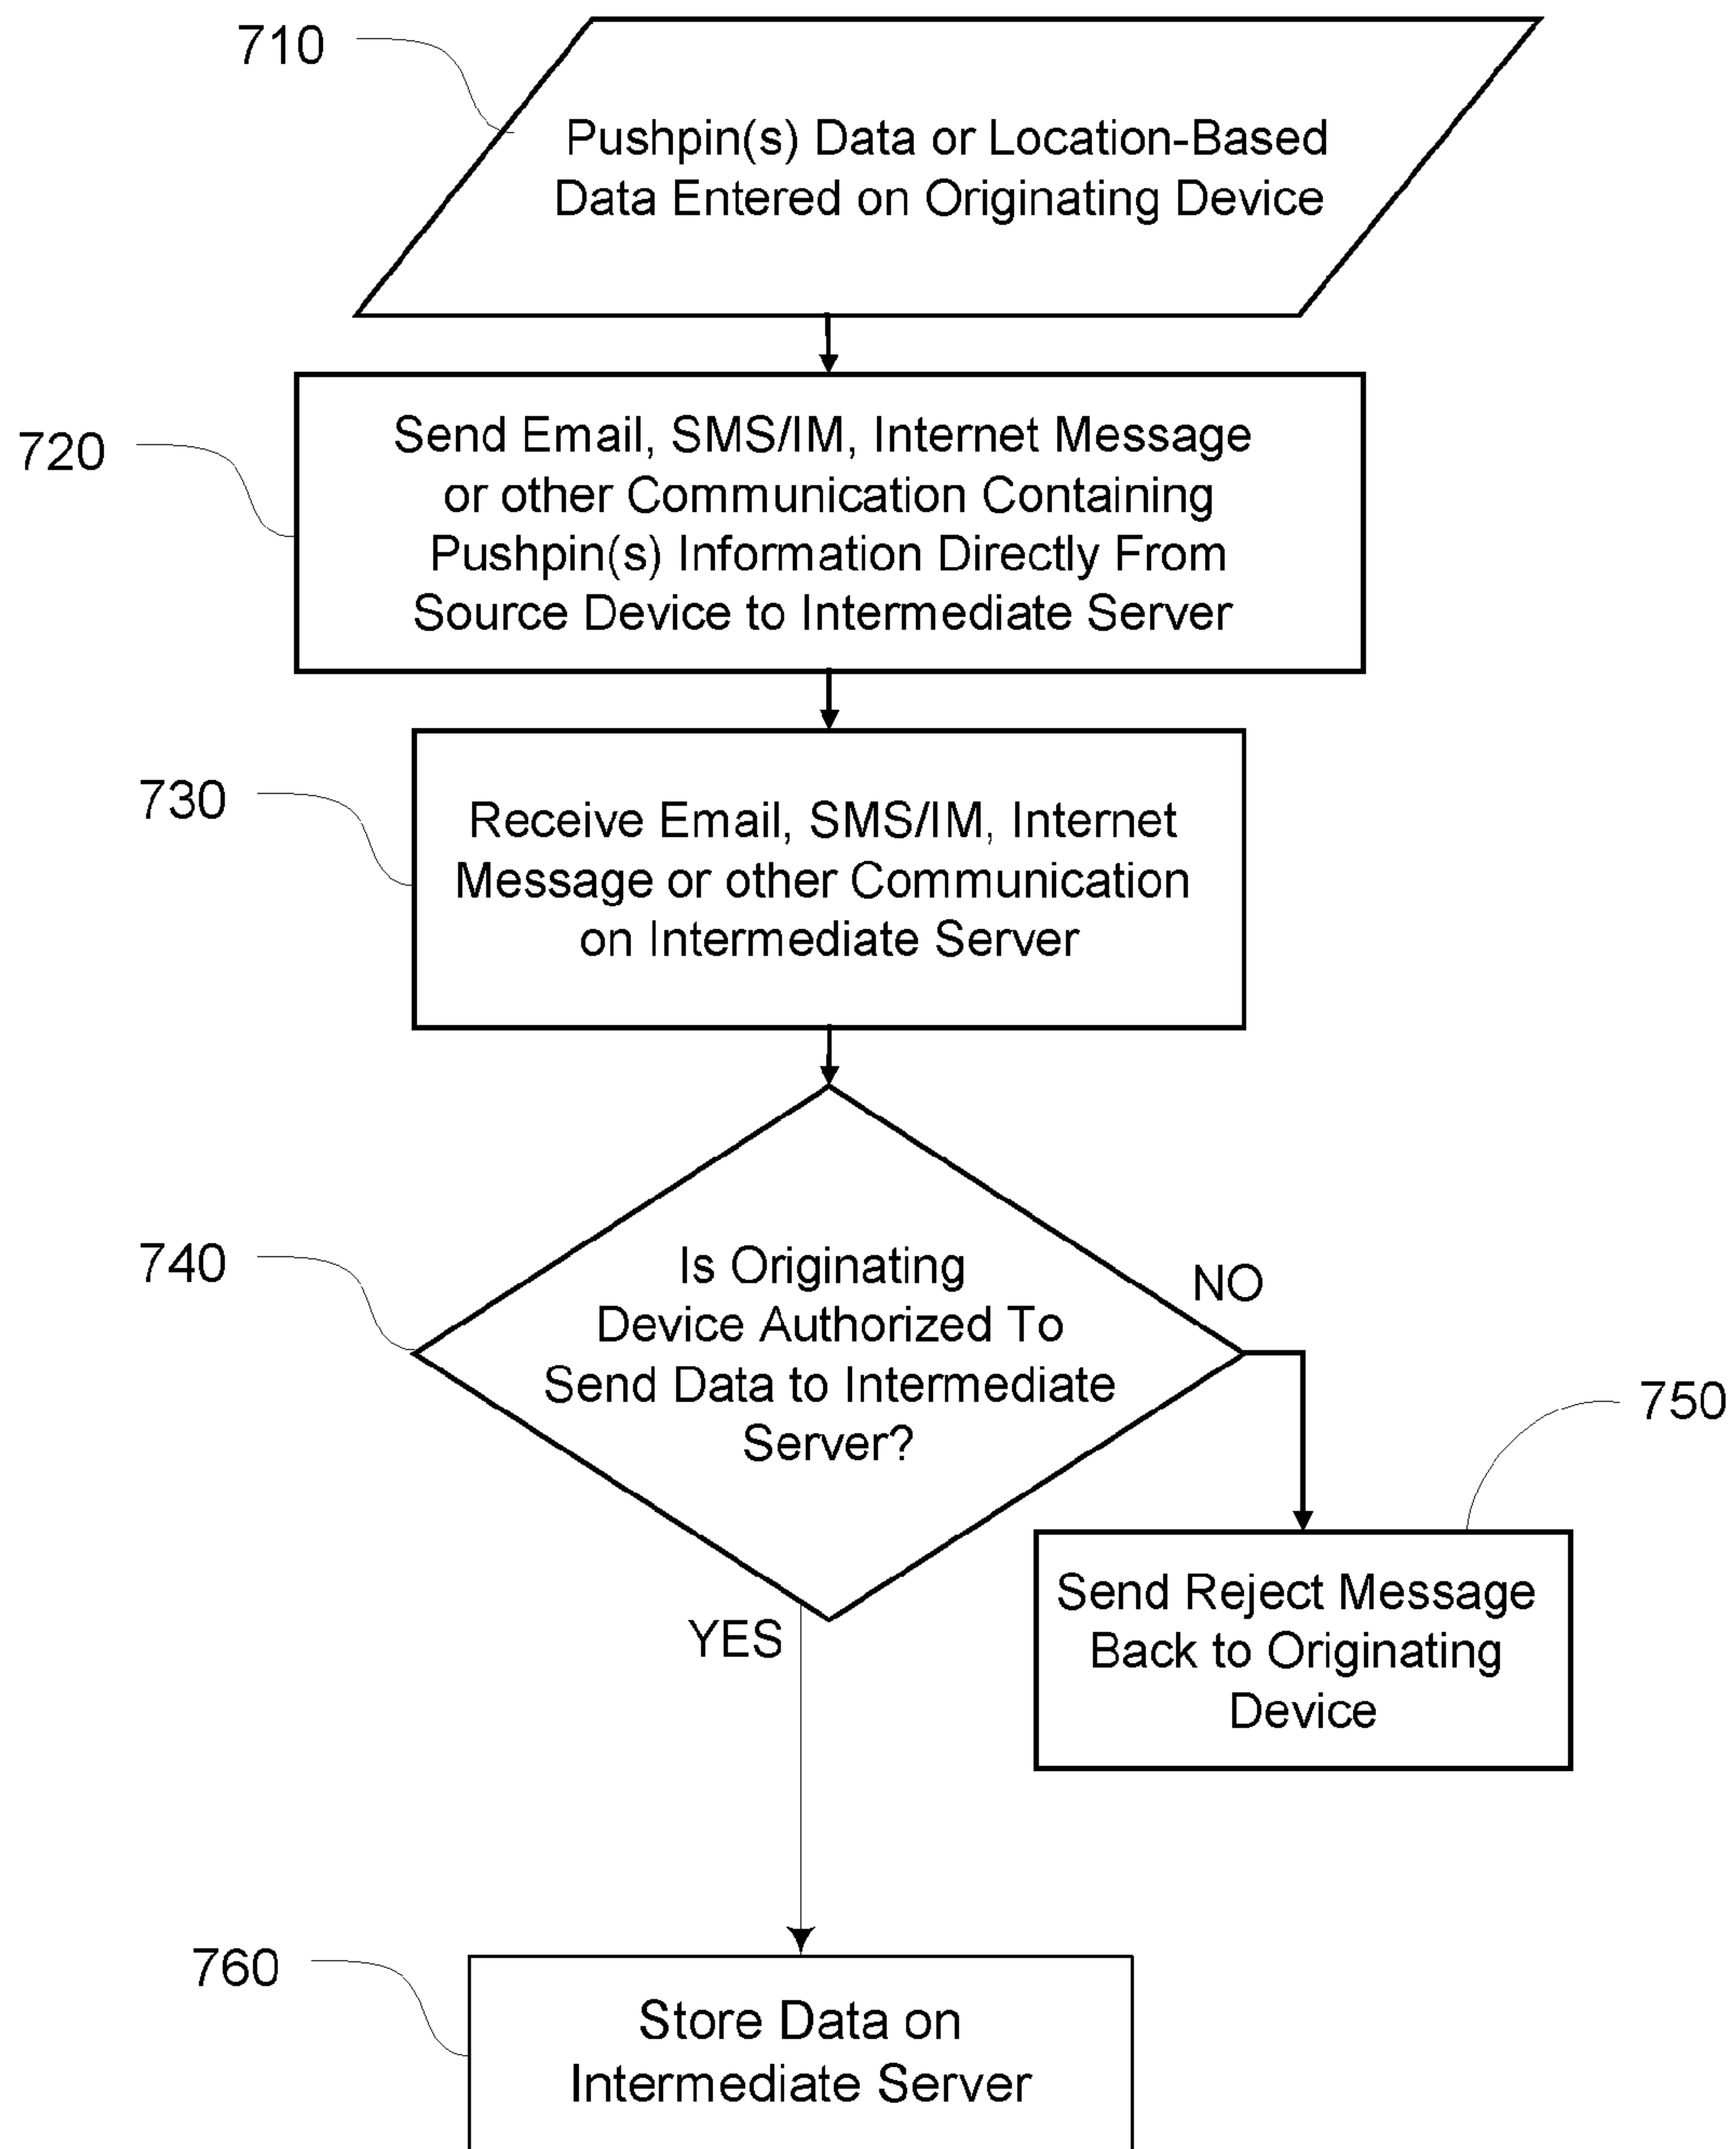 710
Pushpin(s) Data or Location-Based
Data Entered on Originating Device
720
Send Email, SMS/IM, Internet Message
or other Communication Containing
Pushpin(s) Information Directly From
Source Device to Intermediate Server
730
Receive Email, SMS/IM, Internet
Message or other Communication
on Intermediate Server
740
Is Originating
Device Authorized To
Send Data to Intermediate
Server?
NO
750
Send Reject Message
Back to Originating
Device
YES
760
Store Data on
Intermediate Server